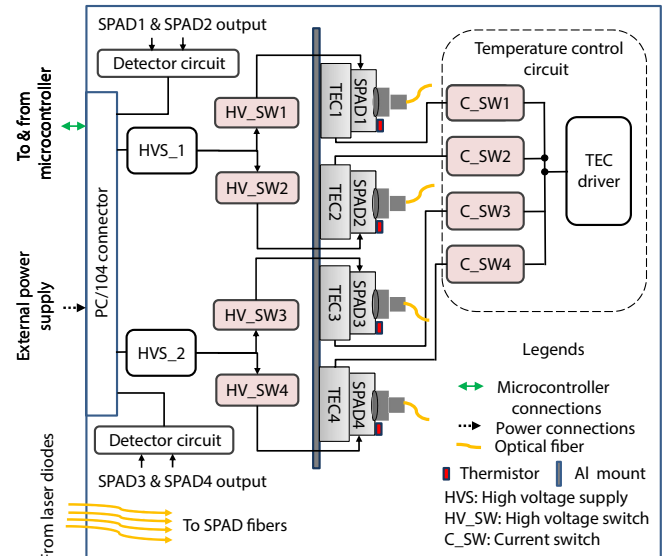 SPAD1 & SPAD2 output
Detector circuit
To & from
microcontroller
HVS_1
HV_SW1
HV_SW2
TEC1
SPAD1
TEC2
SPAD2
Temperature control
circuit
C_SW1
C_SW2
C_SW3
C_SW4
TEC
driver
PC/104 connector
External power
supply
HVS_2
HV_SW3
HV_SW4
TEC3
SPAD3
TEC4
SPAD4
Detector circuit
SPAD3 & SPAD4 output
From laser diodes
To SPAD fibers
Legends
Microcontroller
connections
Power connections
Optical fiber
Thermistor
Al mount
HVS: High voltage supply
HV_SW: High voltage switch
C_SW: Current switch